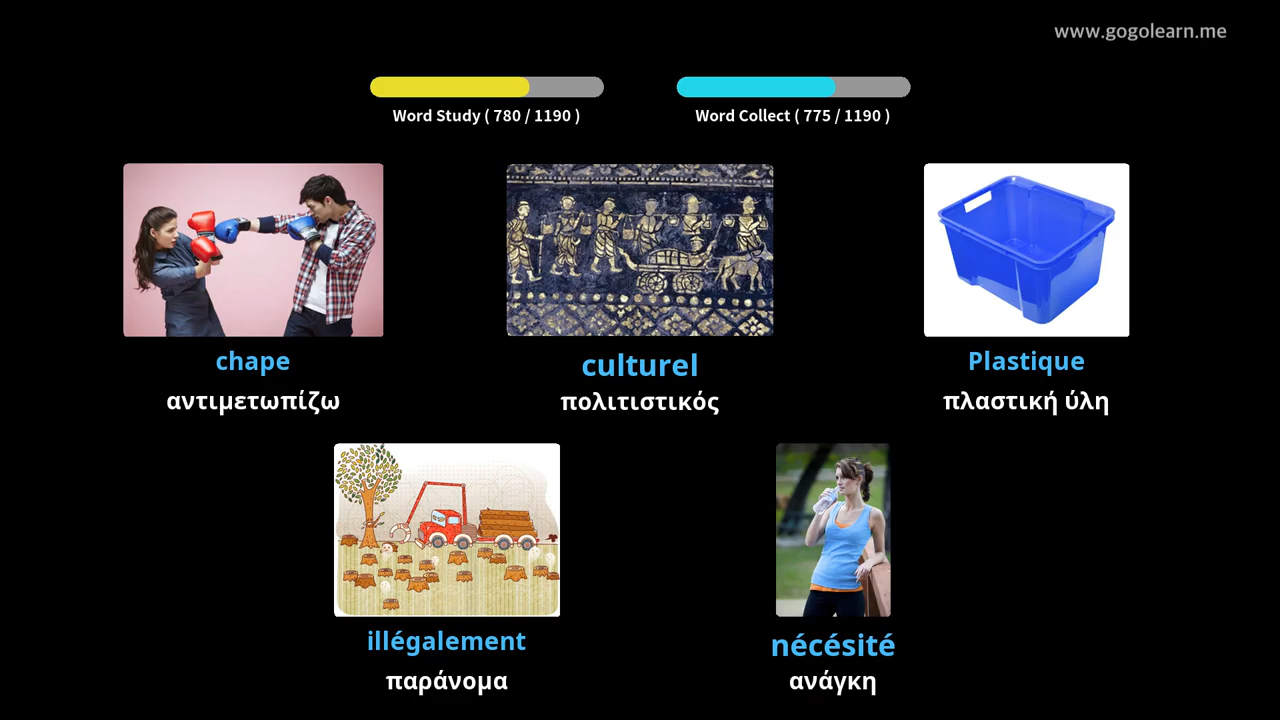 www.gogolearn.me
Word Study ( 780 / 1190 )
Word Collect ( 775 / 1190 )
chape
αντιμετωπίζω
culturel
πολιτιστικός
Plastique
πλαστική ύλη
illégalement
παράνομα
nécésité
ανάγκη